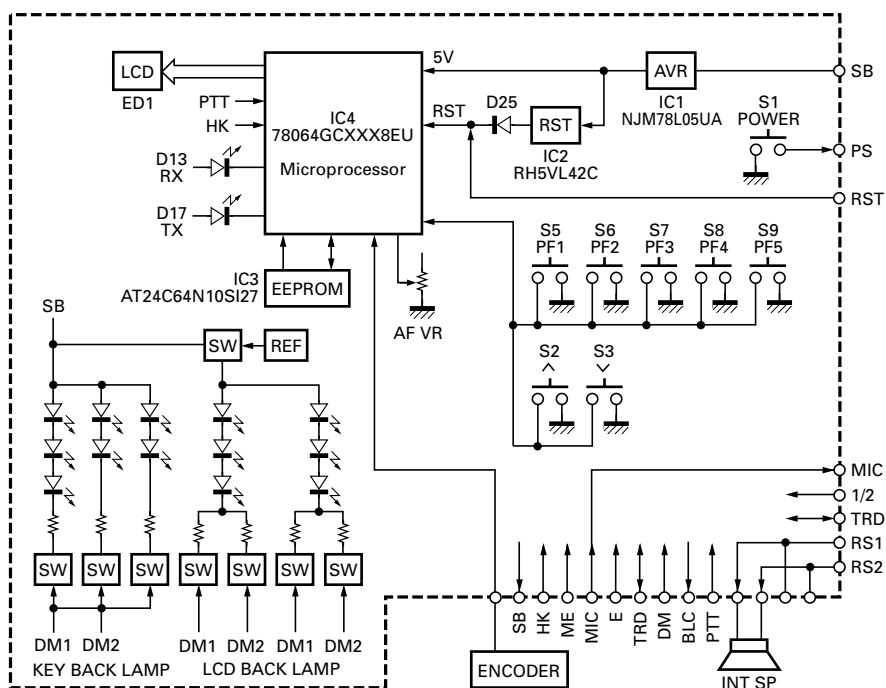 LCD
ED1
PTT
HK
D13
RX
D17
TX
IC4
78064GCXXX8EU
Microprocessor
5V
RST
D25
RST
IC2
RH5VL42C
AVR
IC1
NJM78L05UA
S1
POWER
SB
PS
RST
IC3
AT24C64N10SI27
EEPROM
AF VR
S5
PF1
S6
PF2
S7
PF3
S8
PF4
S9
PF5
S2
^
S3
∨
SB
SW
REF
SW
SW
SW
SW
SW
SW
SW
DM1
DM2
KEY BACK LAMP
DM1
DM2
DM1
DM2
LCD BACK LAMP
MIC
1/2
TRD
RS1
RS2
SB
HK
ME
MIC
E
TRD
DM
BLC
PTT
ENCODER
INT SP